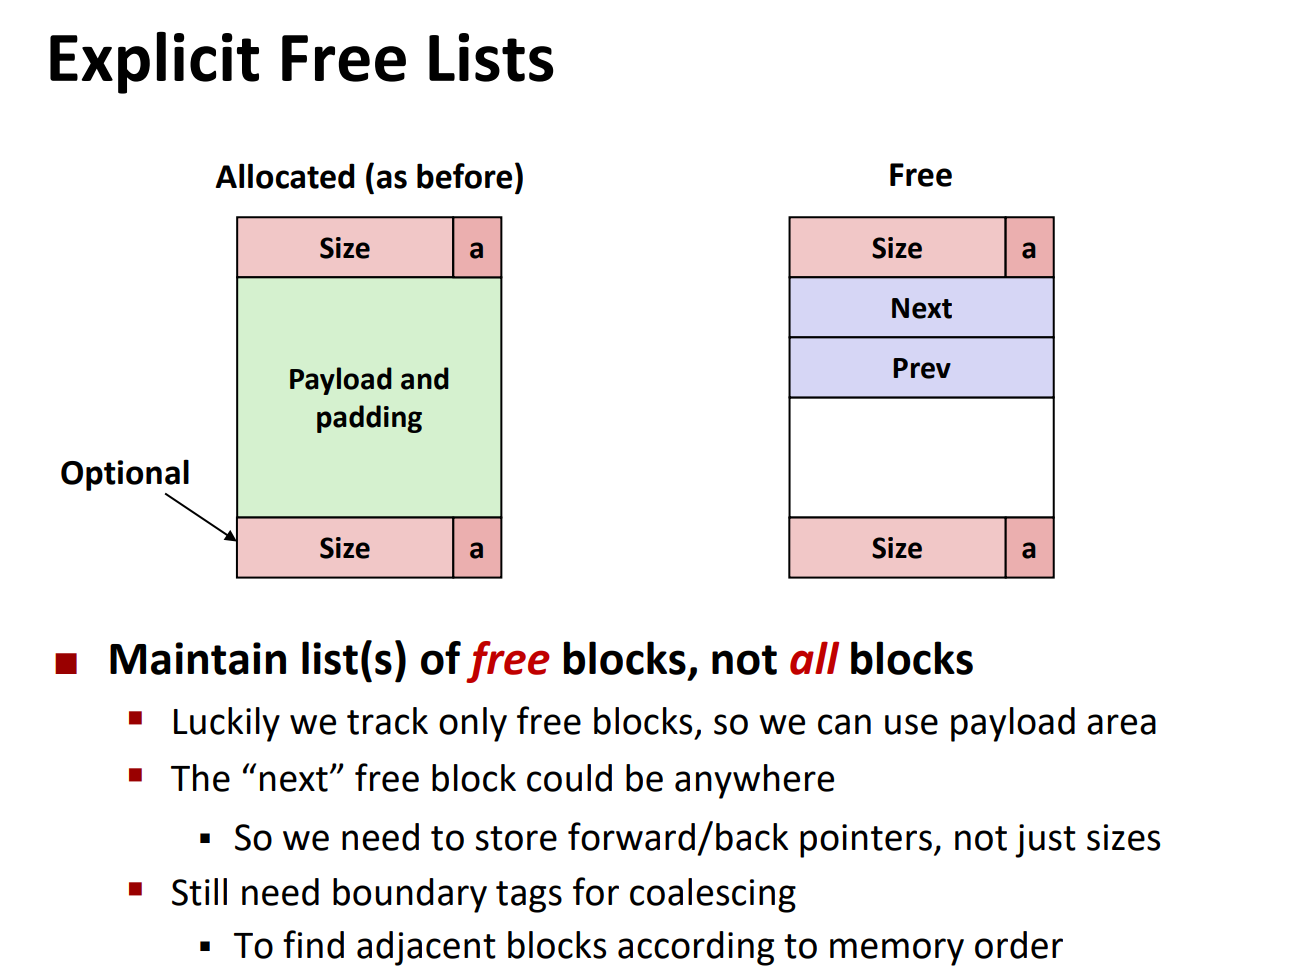 Explicit Free Lists
Allocated (as before)
Free
Size
a
Payload and
padding
Optional
Size
a
Size
a
Next
Prev
Size
a
Maintain list(s) of free blocks, not all blocks
Luckily we track only free blocks, so we can use payload area
The “next” free block could be anywhere
So we need to store forward/back pointers, not just sizes
Still need boundary tags for coalescing
To find adjacent blocks according to memory order